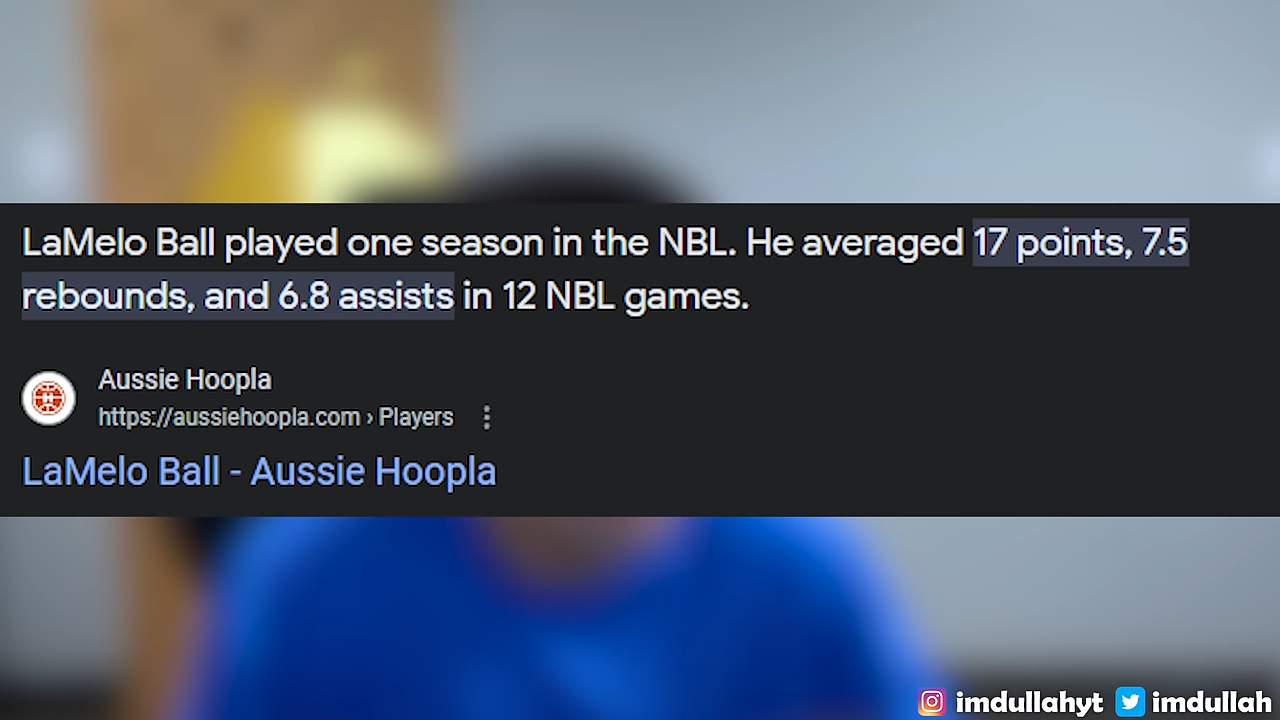 LaMelo Ball played one season in the NBL. He averaged 17 points, 7.5
rebounds, and 6.8 assists in 12 NBL games.
Aussie Hoopla
https://aussiehoopla.com › Players
LaMelo Ball - Aussie Hoopla
imdullahyt imdullah